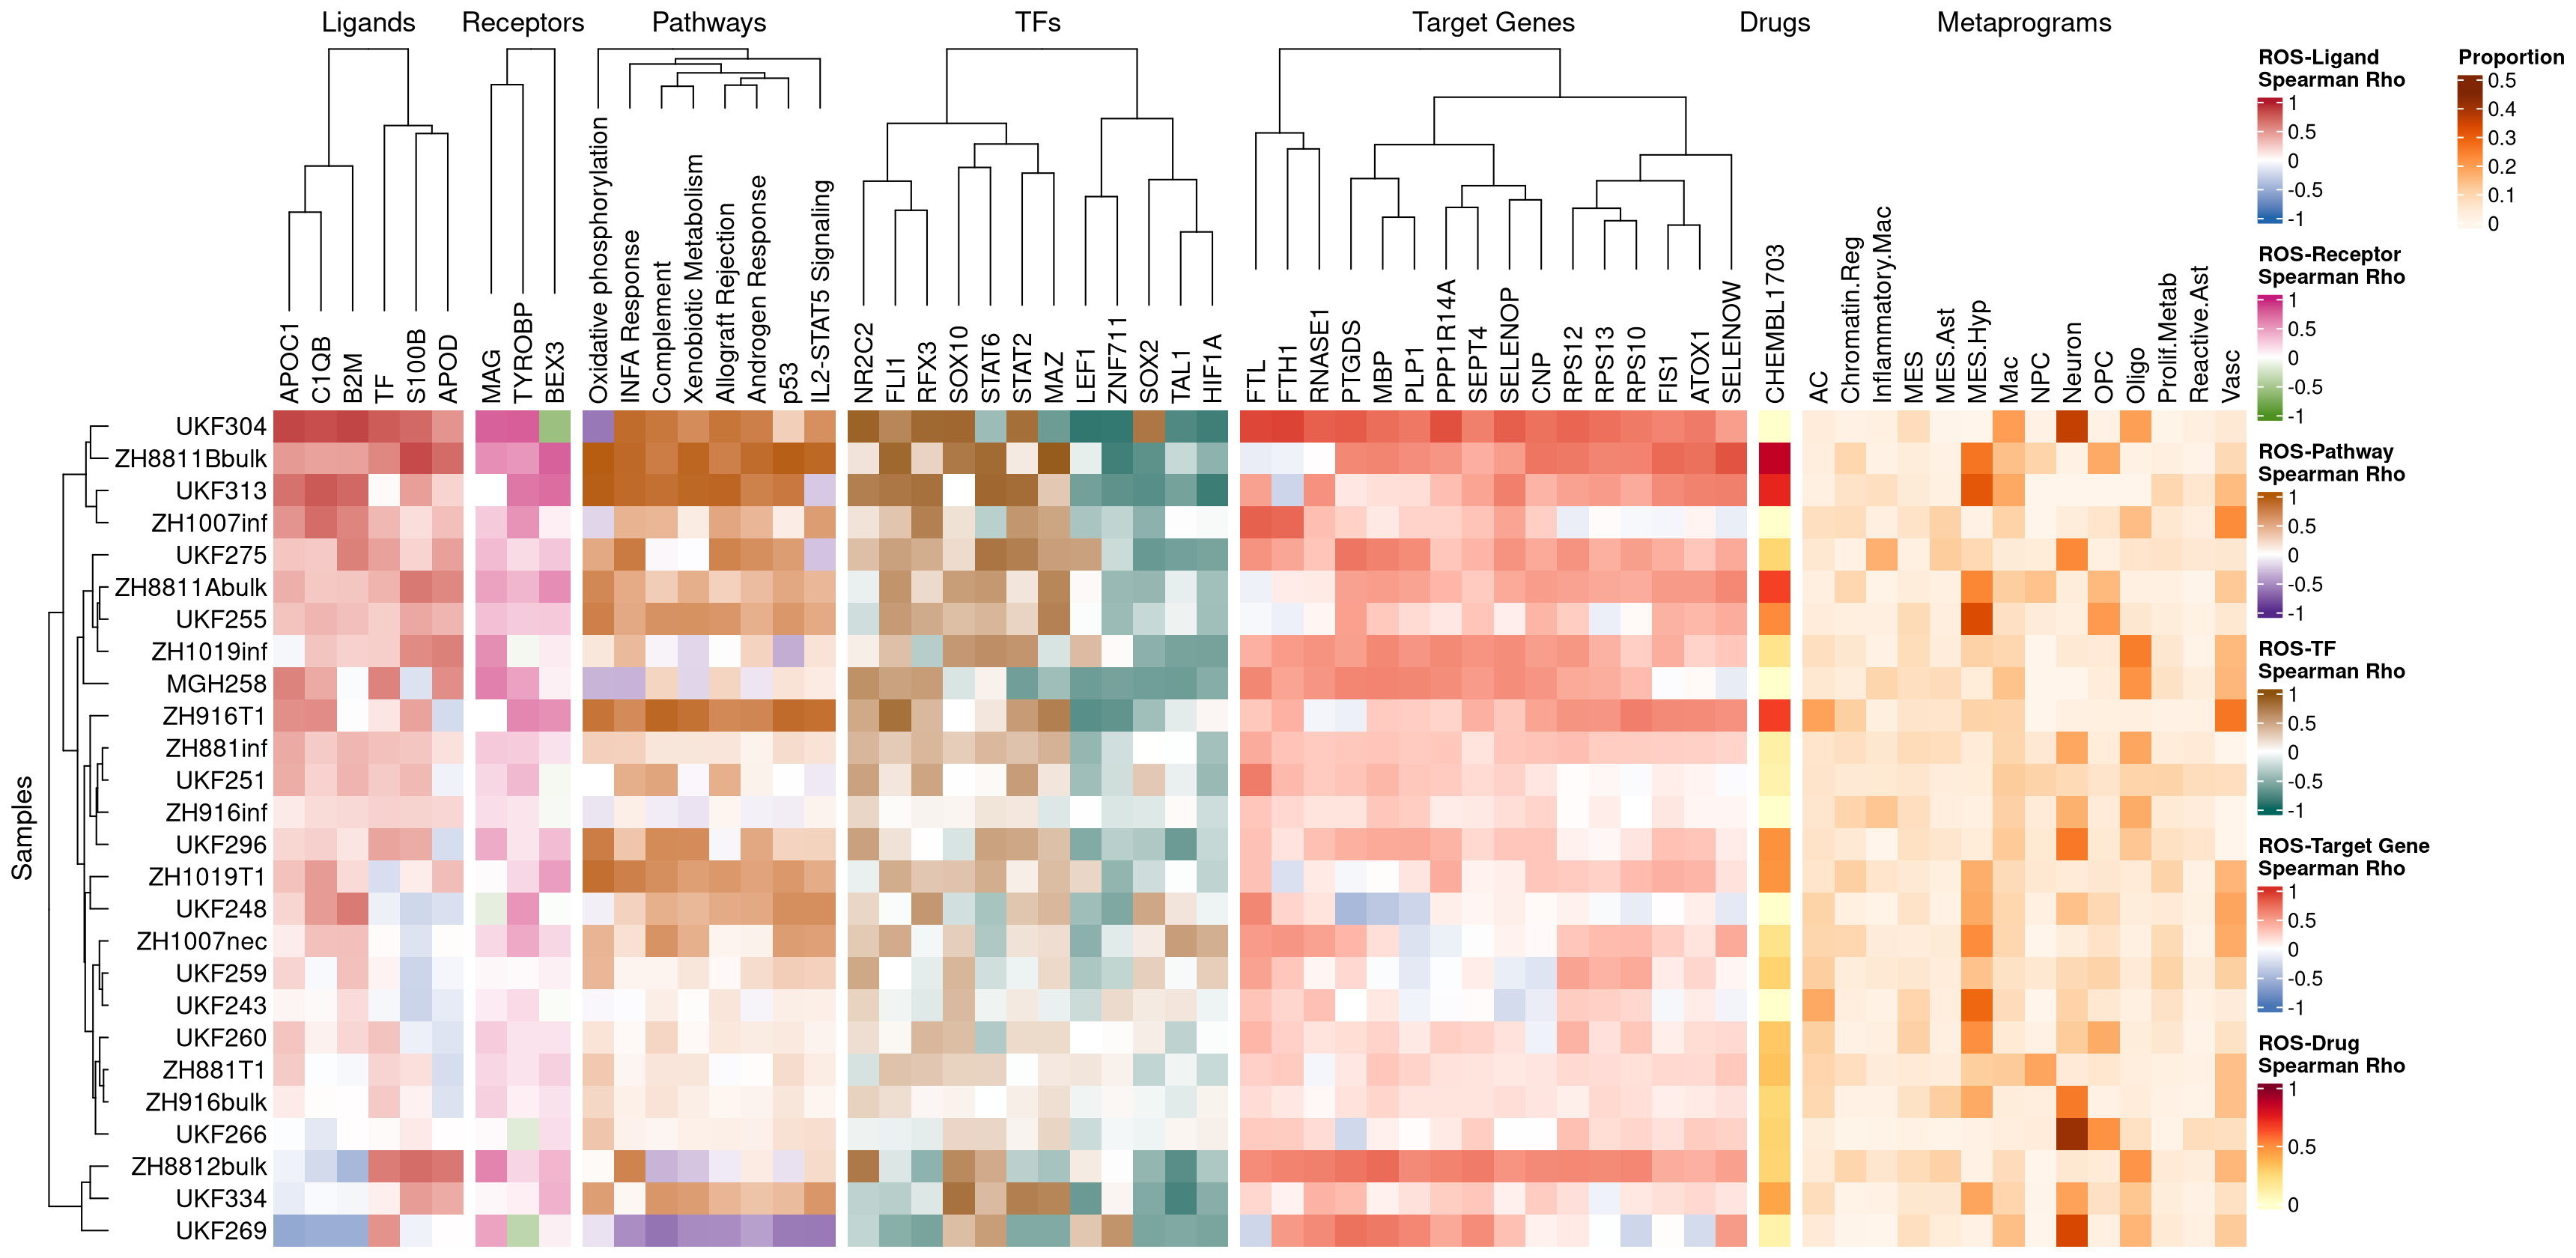 Ligands
Receptors
Pathways
TFs
Target Genes
Drugs
Metaprograms
APOC1
C1QB
B2M
TF
S100B
APOD
MAG
TYROBP
BEX3
Oxidative phosphorylation
INFA Response
Complement
Xenobiotic Metabolism
Allograft Rejection
Androgen Response
p53
IL2-STAT5 Signaling
NR2C2
FLI1
RFX3
SOX10
STAT6
STAT2
MAZ
LEF1
ZNF711
SOX2
TAL1
HIF1A
FTL
FTH1
RNASE1
PTGDS
MBP
PLP1
PPP1R14A
SEPT4
SELENOP
CNP
RPS12
RPS13
RPS10
FIS1
ATOX1
SELENOW
CHEMBL1703
AC
Chromatin.Reg
Inflammatory.Mac
MES
MES.Ast
MES.Hyp
Mac
NPC
Neuron
OPC
Oligo
Prolif.Metab
Reactive.Ast
Vasc
Samples
UKF304
ZH8811Bbulk
UKF313
ZH1007inf
UKF275
ZH8811Abulk
UKF255
ZH1019inf
MGH258
ZH916T1
ZH881inf
UKF251
ZH916inf
UKF296
ZH1019T1
UKF248
ZH1007nec
UKF259
UKF243
UKF260
ZH881T1
ZH916bulk
UKF266
ZH8812bulk
UKF334
UKF269
ROS-Ligand
Spearman Rho
1
0.5
0
-0.5
-1
ROS-Receptor
Spearman Rho
1
0.5
0
-0.5
-1
ROS-Pathway
Spearman Rho
1
0.5
0
-0.5
-1
ROS-TF
Spearman Rho
1
0.5
0
-0.5
-1
ROS-Target Gene
Spearman Rho
1
0.5
0
-0.5
-1
ROS-Drug
Spearman Rho
1
0.5
0
Proportion
0.5
0.4
0.3
0.2
0.1
0